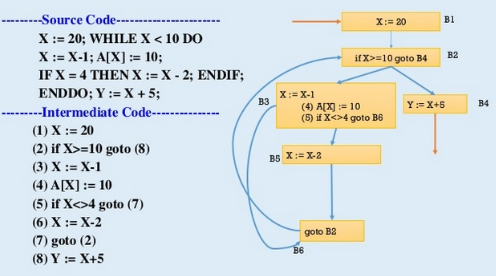 ---------Source Code---------------------
X := 20; WHILE X < 10 DO
X := X-1; A[X] := 10;
IF X = 4 THEN X := X - 2; ENDIF;
ENDDO; Y := X + 5;
---------Intermediate Code--------------
(1) X := 20
(2) if X>=10 goto (8)
(3) X := X-1
(4) A[X] := 10
(5) if X<>4 goto (7)
(6) X := X-2
(7) goto (2)
(8) Y := X+5
X := 20
B1
if X>=10 goto B4
B2
B3
X := X-1
(4) A[X] := 10
(5) if X<>4 goto B6
Y := X+5
B4
B5
X := X-2
goto B2
B6